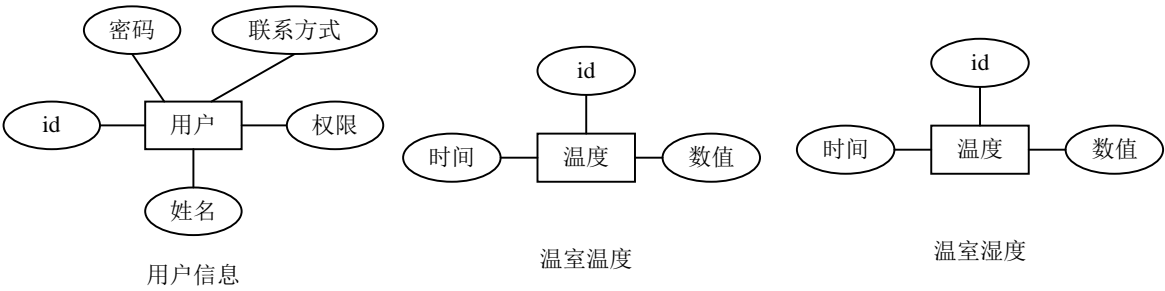 密码
联系方式
id
用户
权限
姓名
用户信息
id
时间
温度
数值
温室温度
id
时间
温度
数值
温室湿度